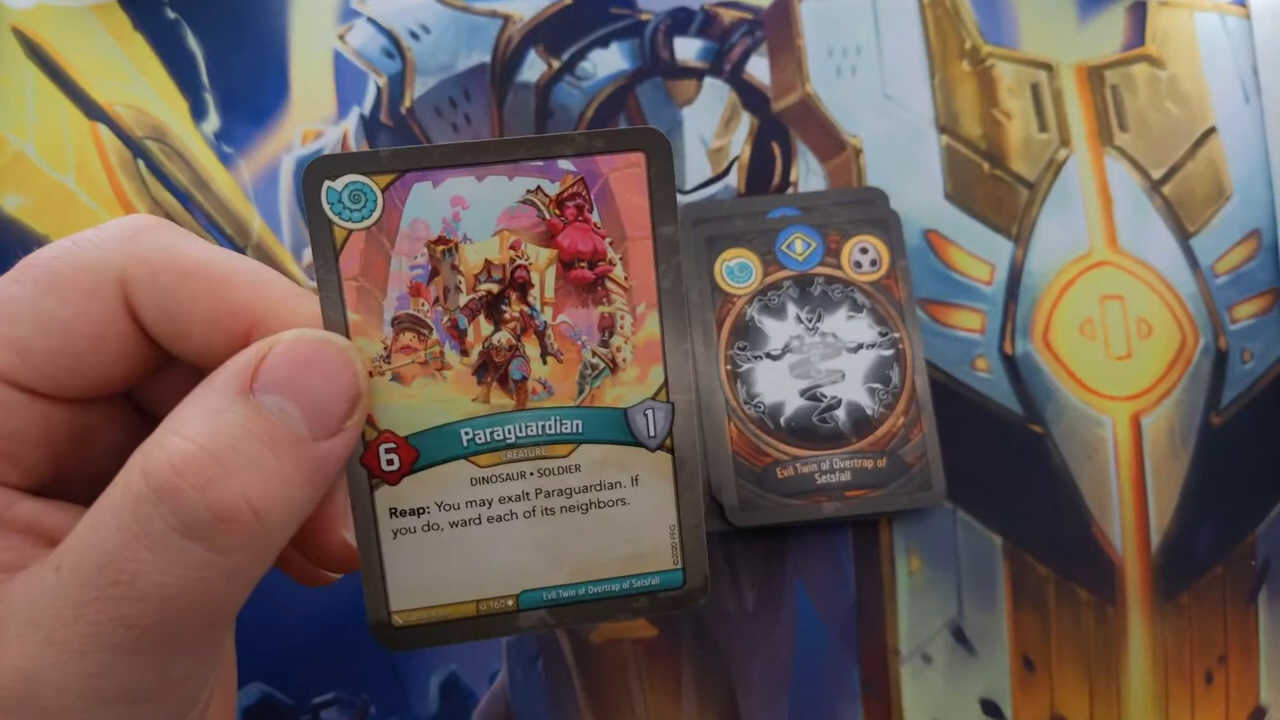 Paraguardian
1
6
CREATURE
DINOSAUR • SOLDIER
Reap: You may exalt Paraguardian. If
you do, ward each of its neighbors.
©2020 FFG
160
Evil Twin of Overtrap of Setsfall
Evil Twin of Overtrap of
Setsfall